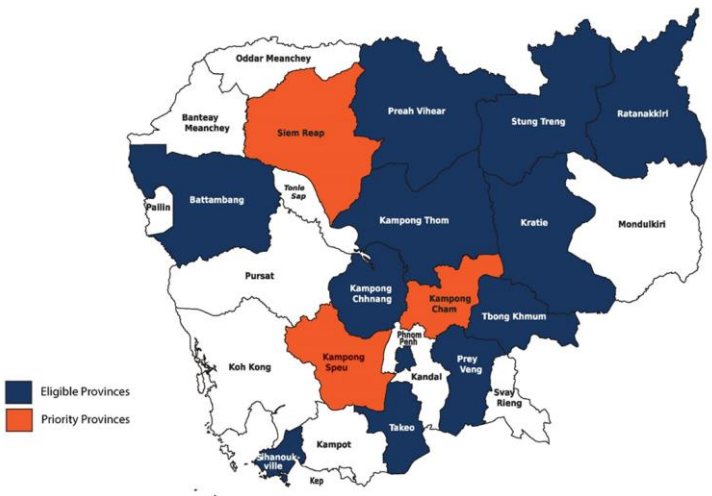 Oddar Meanchey
Banteay
Meanchey
Siem Reap
Preah Vihear
Stung Treng
Ratanakkiri
Pailin
Battambang
Tonle
Sap
Kampong Thom
Kratie
Mondulkiri
Pursat
Kampong
Chhnang
Kampong
Cham
Tbong Khmum
Phnom
Penh
Koh Kong
Kampong
Speu
Kandal
Prey
Veng
Svay
Rieng
Eligible Provinces
Priority Provinces
Takeo
Kampot
Sihanouk-
ville
Kep